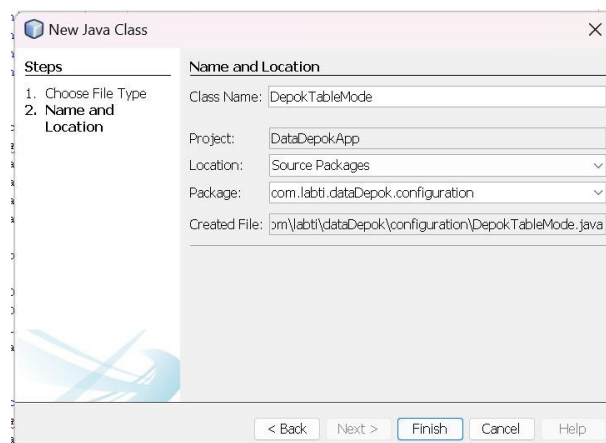 New Java Class
Steps
1. Choose File Type
2. Name and
Location
Name and Location
Class Name: DepokTableMode
Project: DataDepokApp
Location: Source Packages
Package: com.labti.dataDepok.configuration
Created File: om\labti\dataDepok\configuration\DepokTableMode.java
< Back Next > Finish Cancel Help